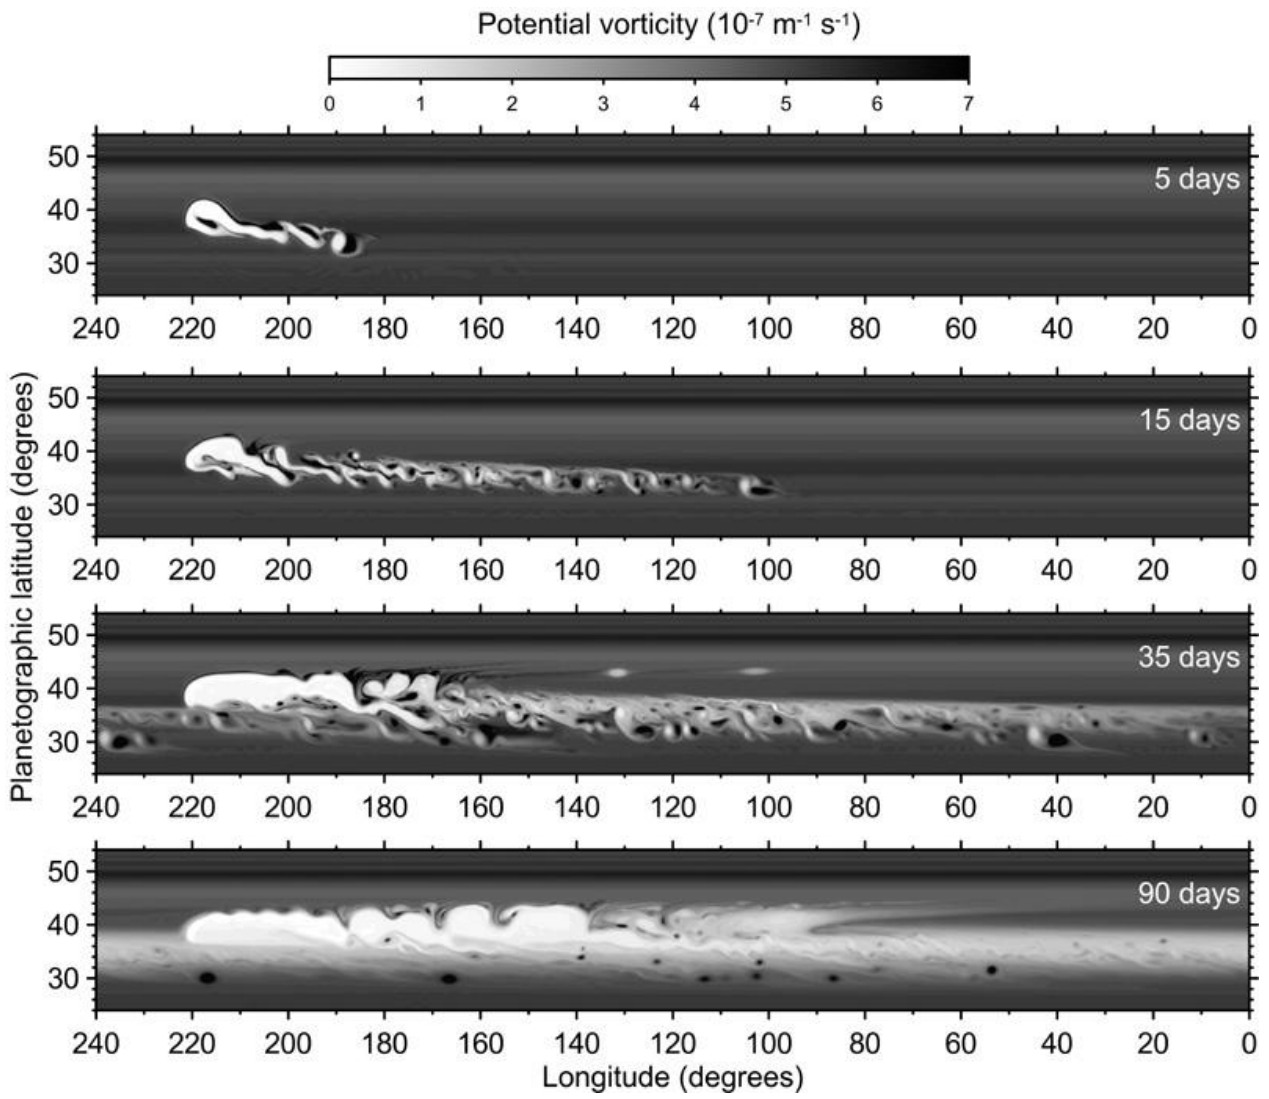 Potential vorticity (10⁻⁷ m⁻¹ s⁻¹)
0 1 2 3 4 5 6 7
50
40
30
5 days
240 220 200 180 160 140 120 100 80 60 40 20 0
50
40
30
15 days
240 220 200 180 160 140 120 100 80 60 40 20 0
Planetographic latitude (degrees)
50
40
30
35 days
240 220 200 180 160 140 120 100 80 60 40 20 0
50
40
30
90 days
240 220 200 180 160 140 120 100 80 60 40 20 0
Longitude (degrees)